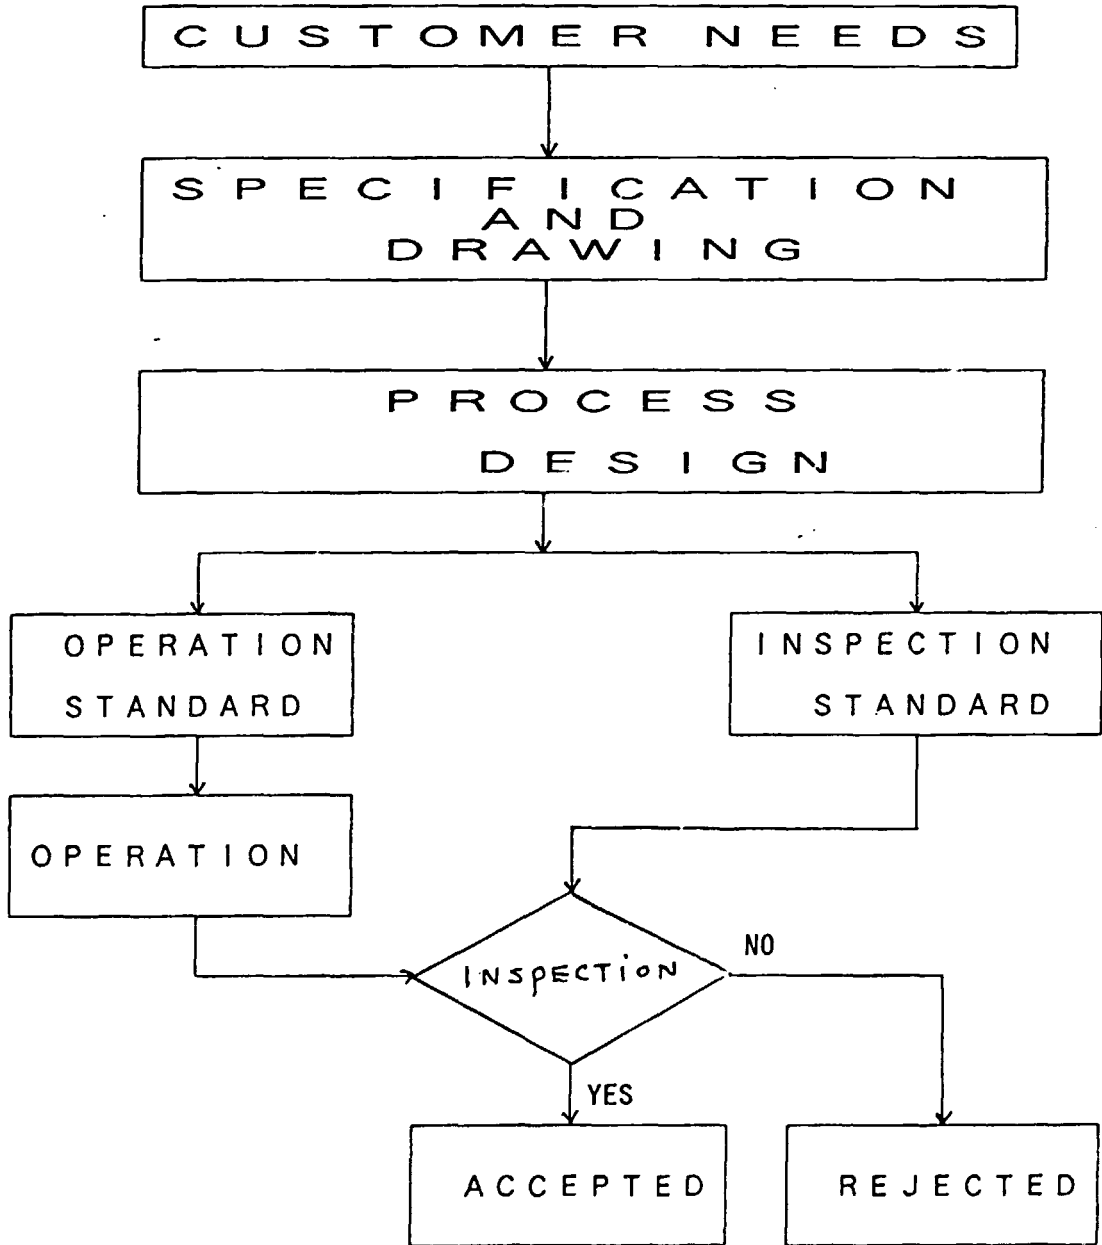 CUSTOMER NEEDS
SPECIFICATION
AND
DRAWING
PROCESS
DESIGN
OPERATION
STANDARD
INSPECTION
STANDARD
OPERATION
INSPECTION
NO
YES
ACCEPTED
REJECTED